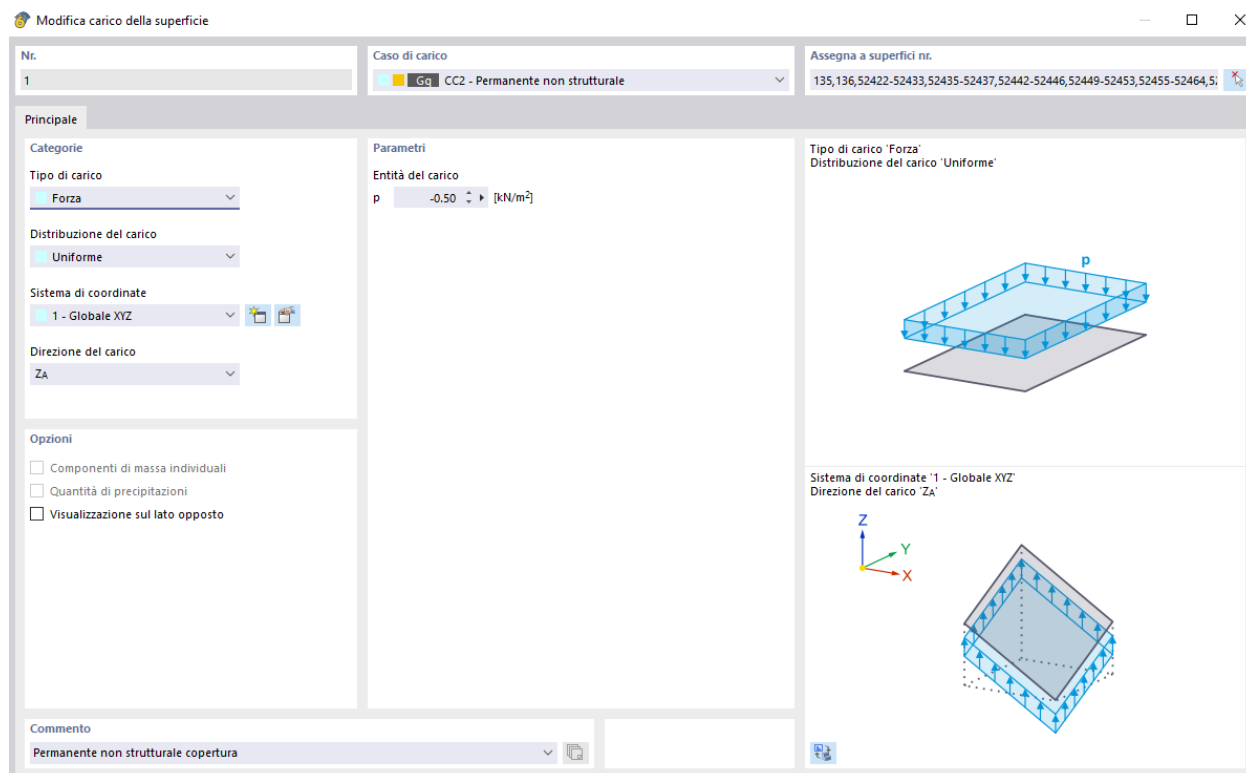 Modifica carico della superficie
Nr.
1
Caso di carico
Gq CC2 - Permanente non strutturale
Assegna a superfici nr.
135,136,52422-52433,52435-52437,52442-52446,52449-52453,52455-52464,52
Principale
Categorie
Tipo di carico
Forza
Distribuzione del carico
Uniforme
Sistema di coordinate
1 - Globale XYZ
Direzione del carico
ZA
Opzioni
Componenti di massa individuali
Quantità di precipitazioni
Visualizzazione sul lato opposto
Parametri
Entità del carico
p -0.50 [kN/m²]
Tipo di carico 'Forza'
Distribuzione del carico 'Uniforme'
p
Sistema di coordinate '1 - Globale XYZ'
Direzione del carico 'ZA'
Z
Y
X
Commento
Permanente non strutturale copertura